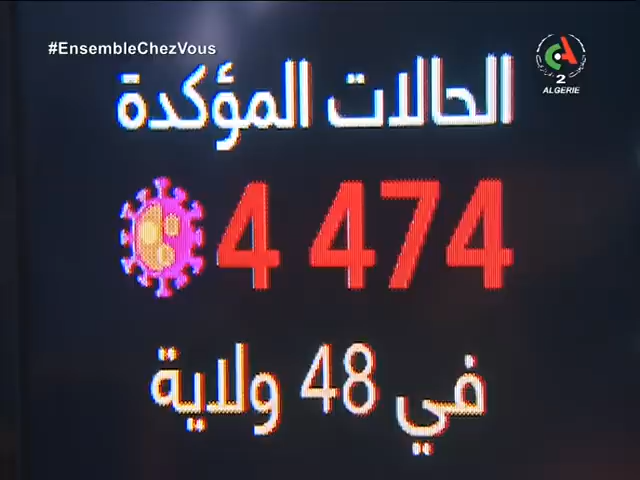 #EnsembleChezVous
2
ALGERIE
الحالات المؤكدة
4 474
في 48 ولاية